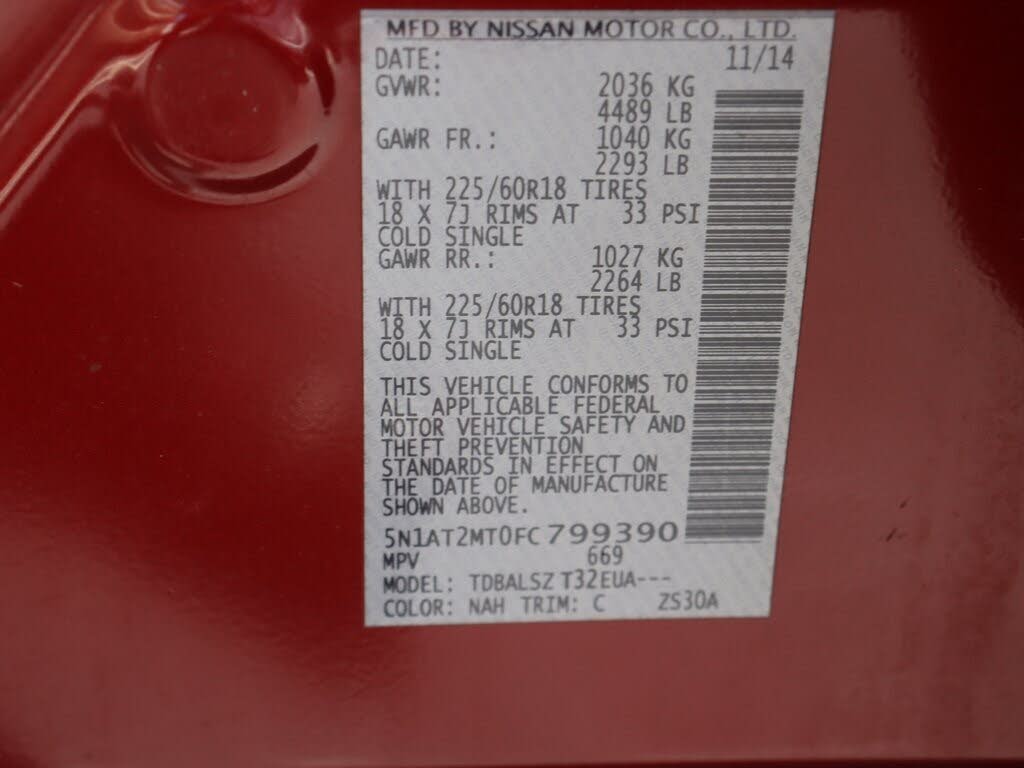 MFD BY NISSAN MOTOR CO., LTD.
DATE: 11/14
GVWR: 2036 KG
4489 LB
GAWR FR.: 1040 KG
2293 LB
WITH 225/60R18 TIRES
18 X 7J RIMS AT 33 PSI
COLD SINGLE
GAWR RR.: 1027 KG
2264 LB
WITH 225/60R18 TIRES
18 X 7J RIMS AT 33 PSI
COLD SINGLE
THIS VEHICLE CONFORMS TO
ALL APPLICABLE FEDERAL
MOTOR VEHICLE SAFETY AND
THEFT PREVENTION
STANDARDS IN EFFECT ON
THE DATE OF MANUFACTURE
SHOWN ABOVE.
5N1AT2MT0FC799390
MPV 669
MODEL: TDBALSZ T32EUA---
COLOR: NAH TRIM: C ZS30A